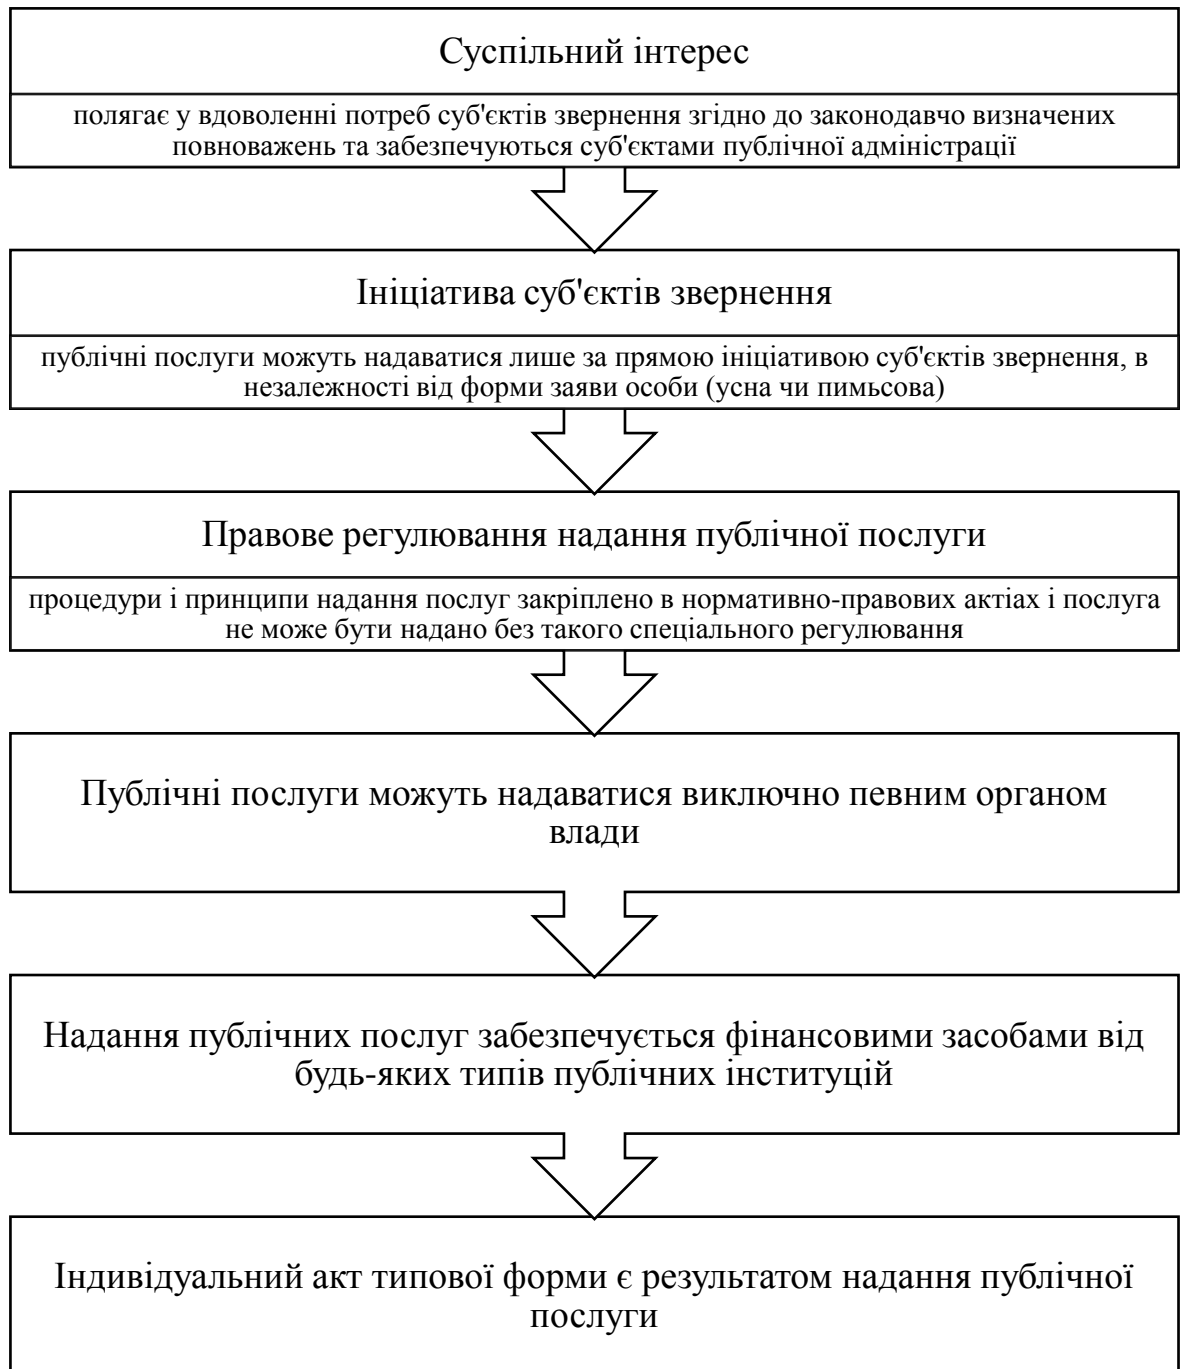 Суспільний інтерес
полягає у вдоволенні потреб суб'єктів звернення згідно до законодавчо визначених
повноважень та забезпечуються суб'єктами публічної адміністрації
Ініціатива суб'єктів звернення
публічні послуги можуть надаватися лише за прямою ініціативою суб'єктів звернення, в
незалежності від форми заяви особи (усна чи пимьсова)
Правове регулювання надання публічної послуги
процедури і принципи надання послуг закріплено в нормативно-правових актіах і послуга
не може бути надано без такого спеціального регулювання
Публічні послуги можуть надаватися виключно певним органом
влади
Надання публічних послуг забезпечується фінансовими засобами від
будь-яких типів публічних інституцій
Індивідуальний акт типової форми є результатом надання публічної
послуги